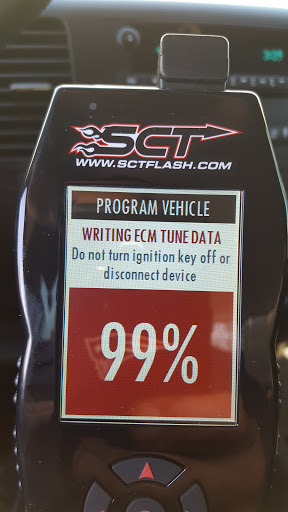 SCT
WWW.SCTFLASH.COM
PROGRAM VEHICLE
WRITING ECM TUNE DATA
Do not turn ignition key off or
disconnect device
99%